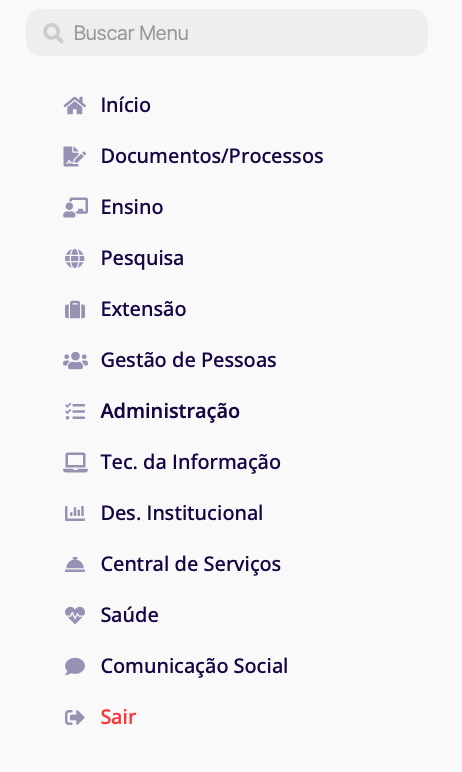 Buscar Menu
Início
Documentos/Processos
Ensino
Pesquisa
Extensão
Gestão de Pessoas
Administração
Tec. da Informação
Des. Institucional
Central de Serviços
Saúde
Comunicação Social
Sair